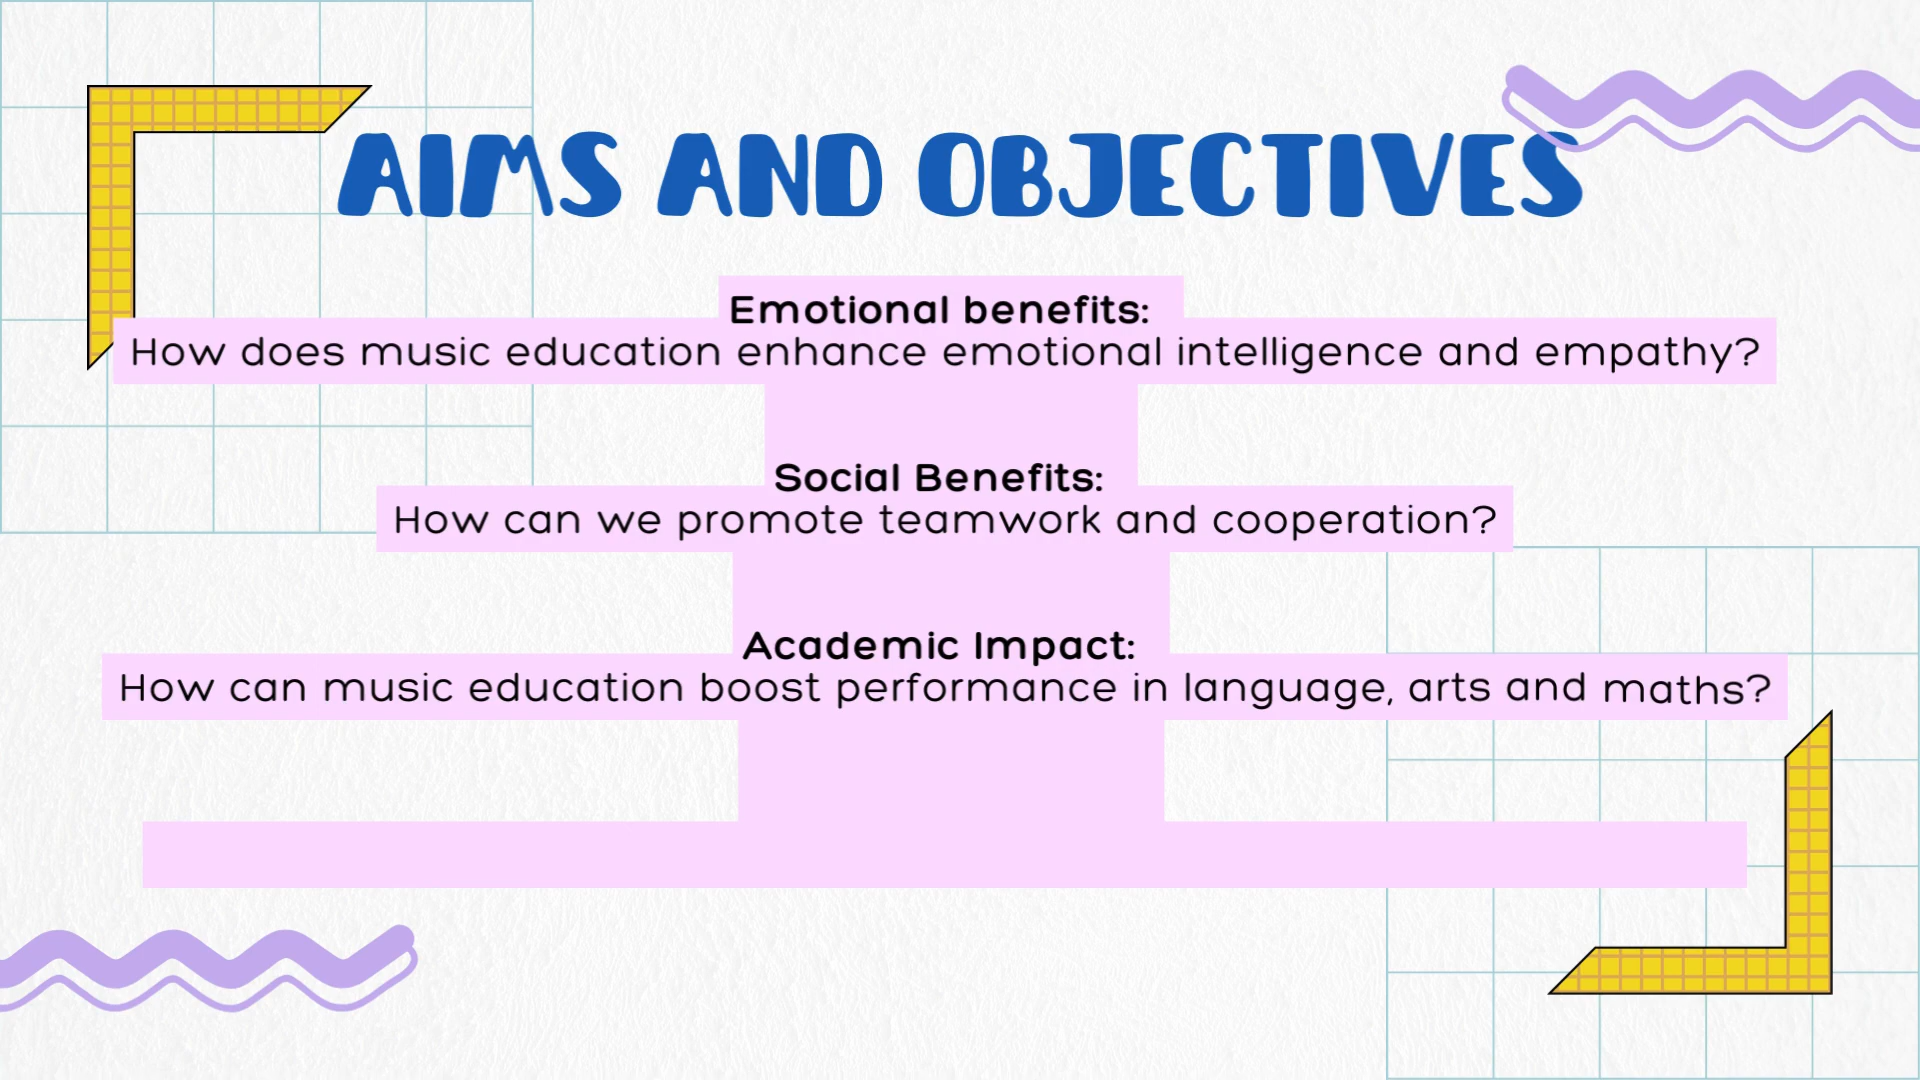 AIMS AND OBJECTIVES
Emotional benefits:
How does music education enhance emotional intelligence and empathy?
Social Benefits:
How can we promote teamwork and cooperation?
Academic Impact:
How can music education boost performance in language, arts and maths?